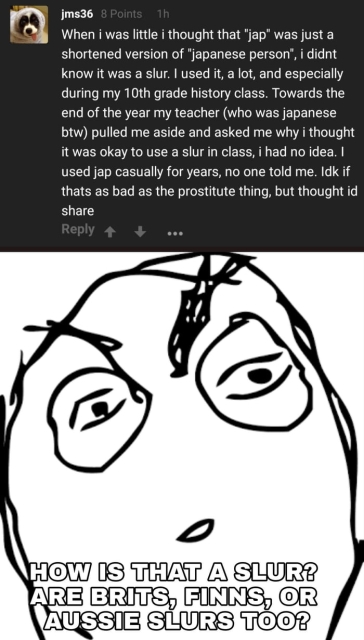 jms36 8 Points 1h
When i was little i thought that "jap" was just a
shortened version of "japanese person", i didnt
know it was a slur. I used it, a lot, and especially
during my 10th grade history class. Towards the
end of the year my teacher (who was japanese
btw) pulled me aside and asked me why i thought
it was okay to use a slur in class, i had no idea. I
used jap casually for years, no one told me. Idk if
thats as bad as the prostitute thing, but thought id
share
Reply
HOW IS THAT A SLUR?
ARE BRITS, FINNS, OR
AUSSIE SLURS TOO?